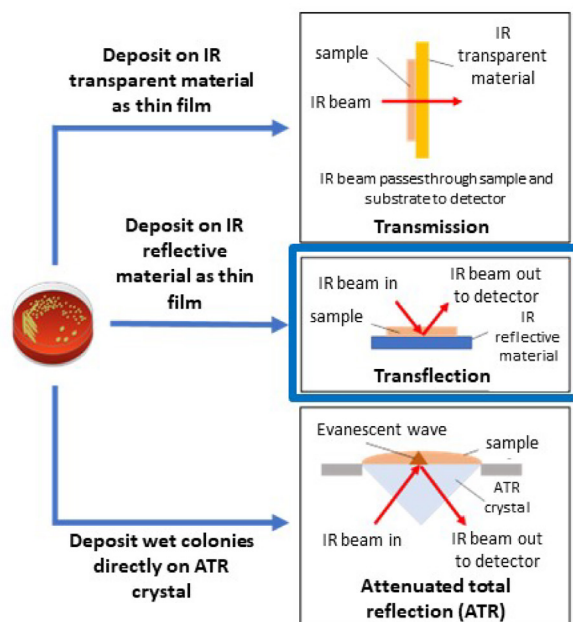 Deposit on IR
transparent material
as thin film
sample
IR
transparent
material
IR beam
IR beam passes through sample and
substrate to detector
Transmission
Deposit on IR
reflective
material as thin
film
IR beam in
IR beam out
to detector
sample
IR
reflective
material
Transflection
Deposit wet colonies
directly on ATR
crystal
Evanescent wave
sample
ATR
crystal
IR beam in
IR beam out
to detector
Attenuated total
reflection (ATR)